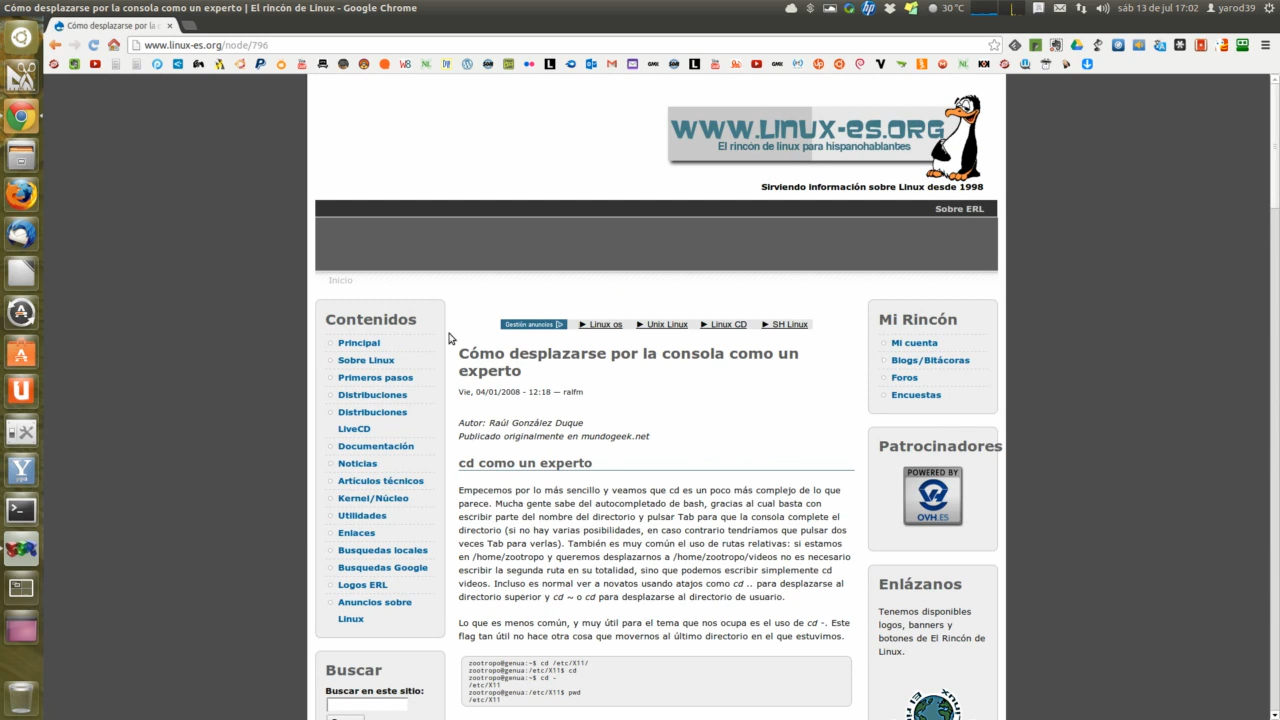 Cómo desplazarse por la consola como un experto | El rincón de Linux - Google Chrome
30°C
sáb 13 de jul 17:02
yarod39
Cómo desplazarse por la c
www.linux-es.org/node/796
WWW.LINUX-ES.ORG
El rincón de linux para hispanohablantes
Sirviendo información sobre Linux desde 1998
Sobre ERL
Inicio
Contenidos
Principal
Sobre Linux
Primeros pasos
Distribuciones
Distribuciones
LiveCD
Documentación
Noticias
Artículos técnicos
Kernel/Núcleo
Utilidades
Enlaces
Busquedas locales
Busquedas Google
Logos ERL
Anuncios sobre
Linux
Buscar
Buscar en este sitio:
Gestión anuncios
► Linux os
► Unix Linux
► Linux CD
► SH Linux
Cómo desplazarse por la consola como un
experto
Vie, 04/01/2008 - 12:18 — ralfm
Autor: Raúl González Duque
Publicado originalmente en mundogeek.net
cd como un experto
Empecemos por lo más sencillo y veamos que cd es un poco más complejo de lo que
parece. Mucha gente sabe del autocompletado de bash, gracias al cual basta con
escribir parte del nombre del directorio y pulsar Tab para que la consola complete el
directorio (si no hay varias posibilidades, en caso contrario tendríamos que pulsar dos
veces Tab para verlas). También es muy común el uso de rutas relativas: si estamos
en /home/zootropo y queremos desplazarnos a /home/zootropo/videos no es necesario
escribir la segunda ruta en su totalidad, sino que podemos escribir simplemente cd
videos. Incluso es normal ver a novatos usando atajos como cd .. para desplazarse al
directorio superior y cd ~ o cd para desplazarse al directorio de usuario.
Lo que es menos común, y muy útil para el tema que nos ocupa es el uso de cd -. Este
flag tan útil no hace otra cosa que movernos al último directorio en el que estuvimos.
zootropo@genua:~$ cd /etc/X11/
zootropo@genua:/etc/X11$ cd
zootropo@genua:~$ cd -
/etc/X11
zootropo@genua:/etc/X11$ pwd
/etc/X11
Mi Rincón
Mi cuenta
Blogs/Bitácoras
Foros
Encuestas
Patrocinadores
POWERED BY
OVH.ES
Enlázanos
Tenemos disponibles
logos, banners y
botones de El Rincón de
Linux.